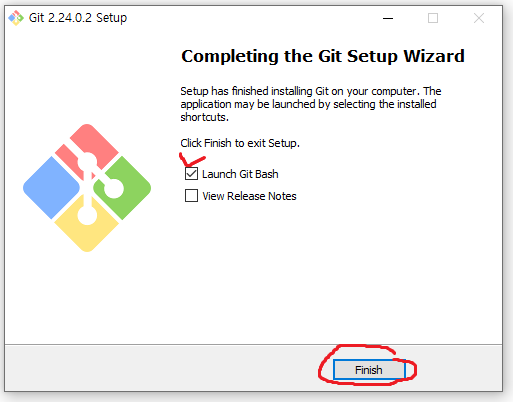 Git 2.24.0.2 Setup
Completing the Git Setup Wizard
Setup has finished installing Git on your computer. The
application may be launched by selecting the installed
shortcuts.
Click Finish to exit Setup.
Launch Git Bash
View Release Notes
Finish